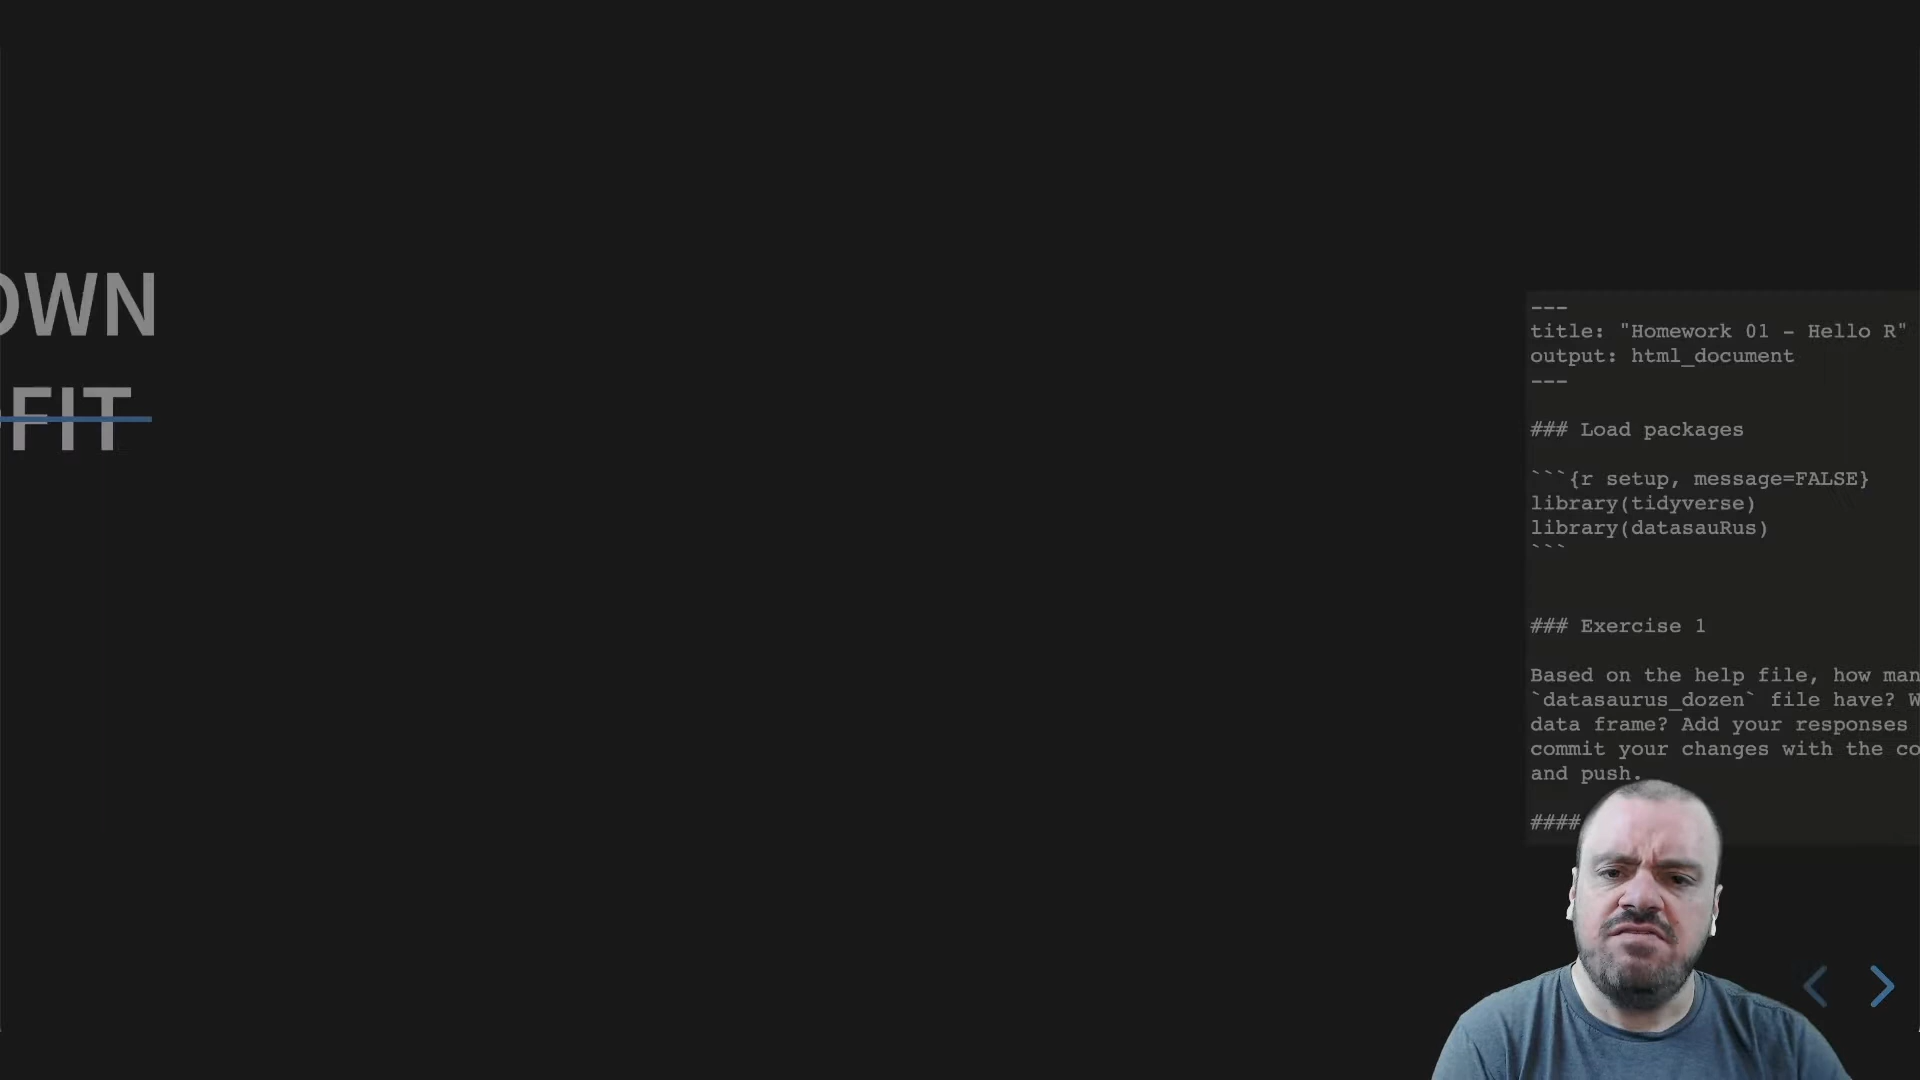 OWN
FIT
---
title: "Homework 01 - Hello R"
output: html_document
---
### Load packages
```{r setup, message=FALSE}
library(tidyverse)
library(datasauRus)
```
### Exercise 1
Based on the help file, how man
`datasaurus_dozen` file have? W
data frame? Add your responses
commit your changes with the co
and push.
####